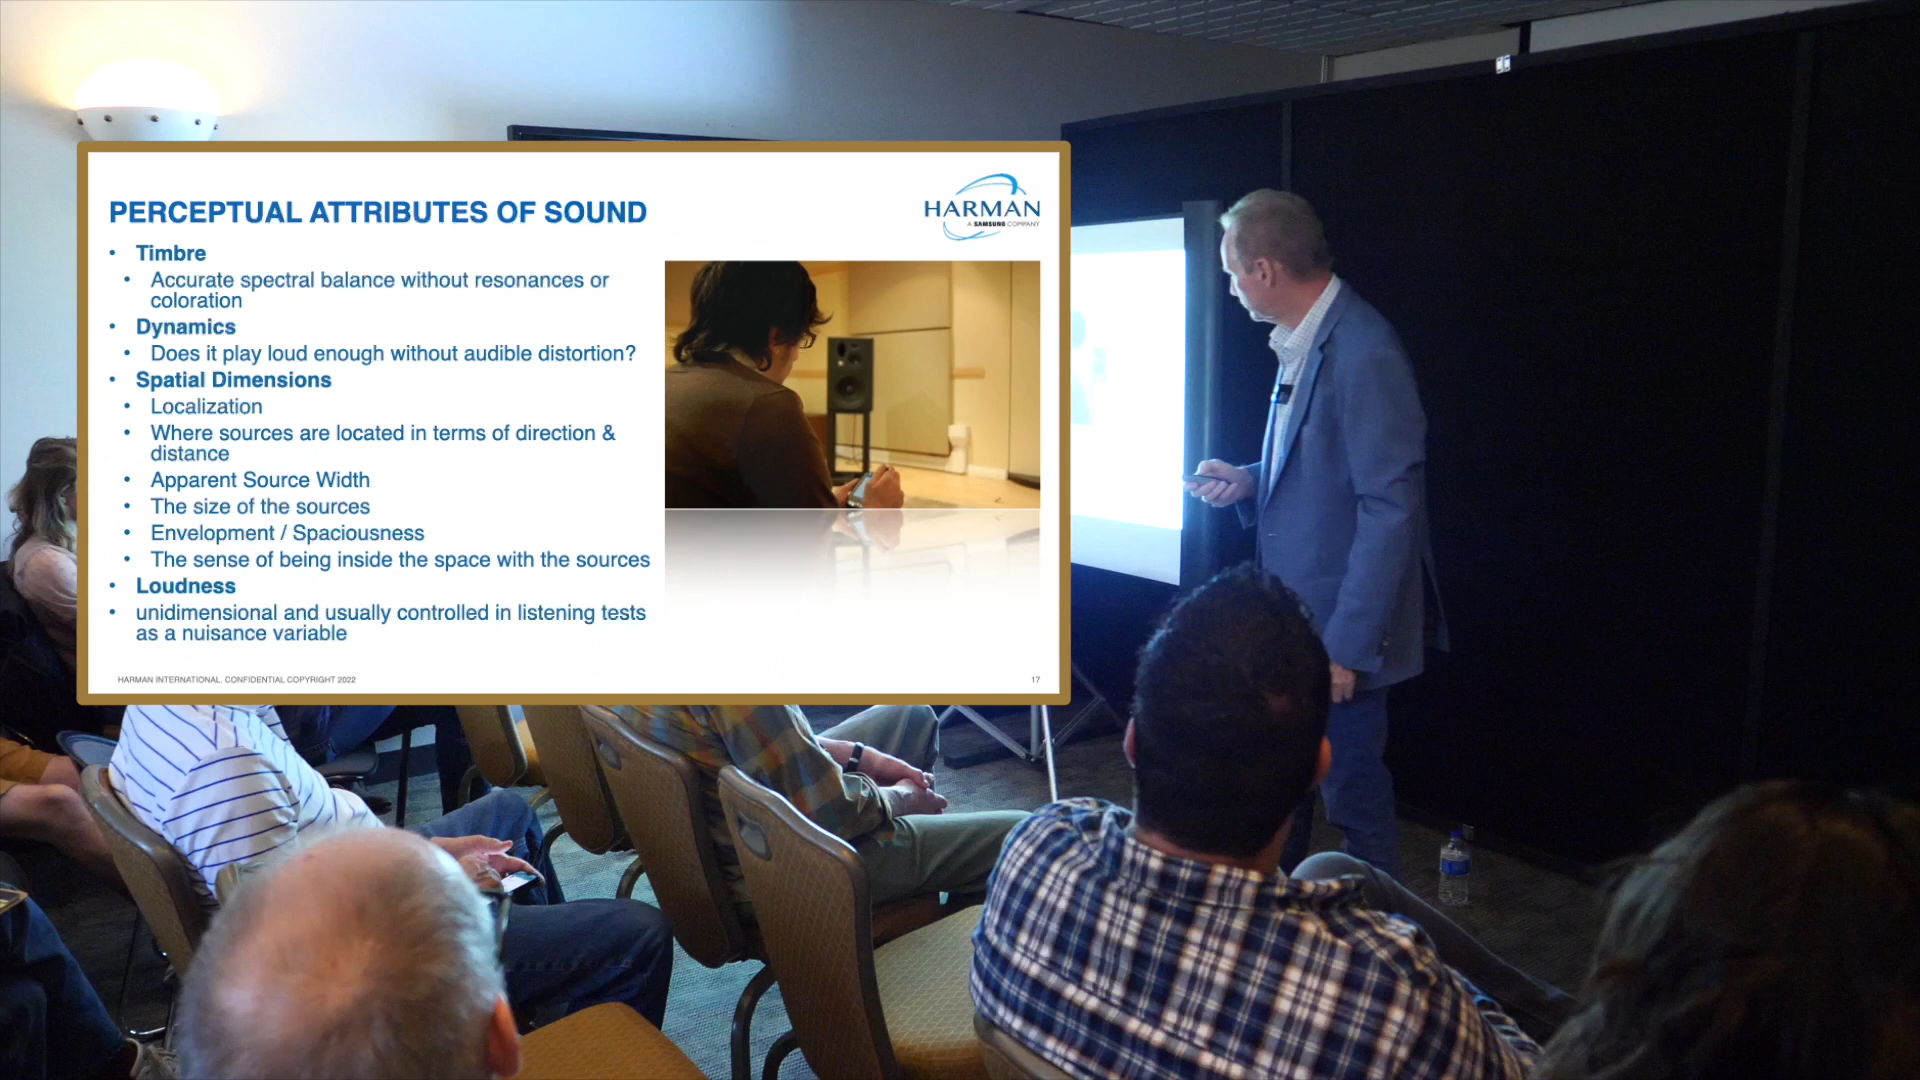 PERCEPTUAL ATTRIBUTES OF SOUND
HARMAN
A SAMSUNG COMPANY
• Timbre
• Accurate spectral balance without resonances or
coloration
• Dynamics
• Does it play loud enough without audible distortion?
• Spatial Dimensions
• Localization
• Where sources are located in terms of direction &
distance
• Apparent Source Width
• The size of the sources
• Envelopment / Spaciousness
• The sense of being inside the space with the sources
• Loudness
• unidimensional and usually controlled in listening tests
as a nuisance variable
HARMAN INTERNATIONAL. CONFIDENTIAL COPYRIGHT 2022
17